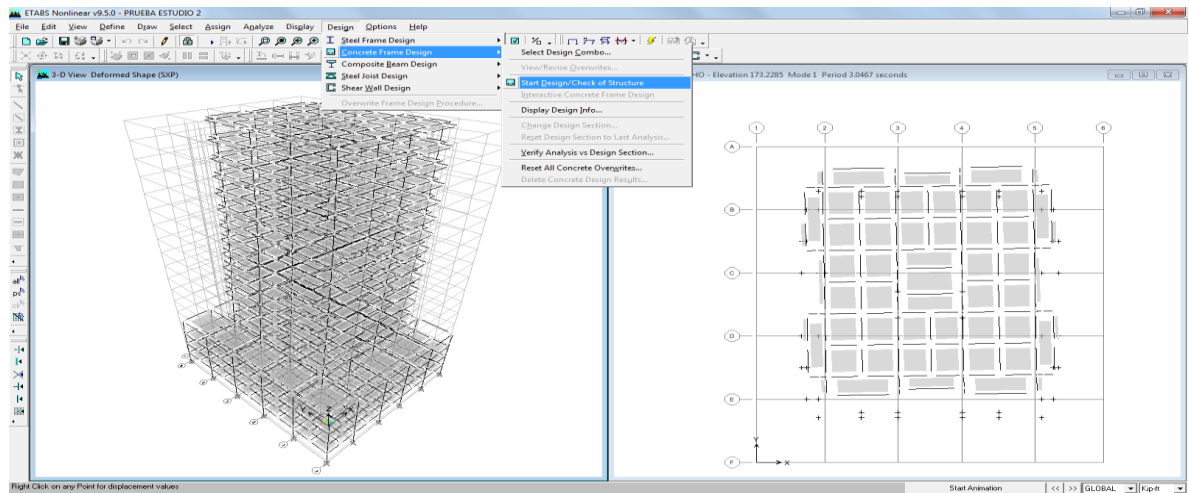 ETABS Nonlinear v9.5.0 - PRUEBA ESTUDIO 2
File Edit View Define Draw Select Assign Analyze Display Design Options Help
Steel Frame Design
Concrete Frame Design
Composite Beam Design
Steel Joist Design
Shear Wall Design
Overwrite Frame Design Procedure...
Select Design Combo...
View/Revise Overwrites...
Start Design/Check of Structure
Interactive Concrete Frame Design
Display Design Info...
Change Design Section...
Reset Design Section to Last Analysis...
Verify Analysis vs Design Section...
Reset All Concrete Overwrites...
Delete Concrete Design Results...
3-D View Deformed Shape (SXP)
HO - Elevation 173.2285 Mode 1 Period 3.0467 seconds
1 2 3 4 5 6
A
B
C
D
E
F
Y
X
all
ps
Right Click on any Point for displacement values
Start Animation << >> GLOBAL Kip-ft